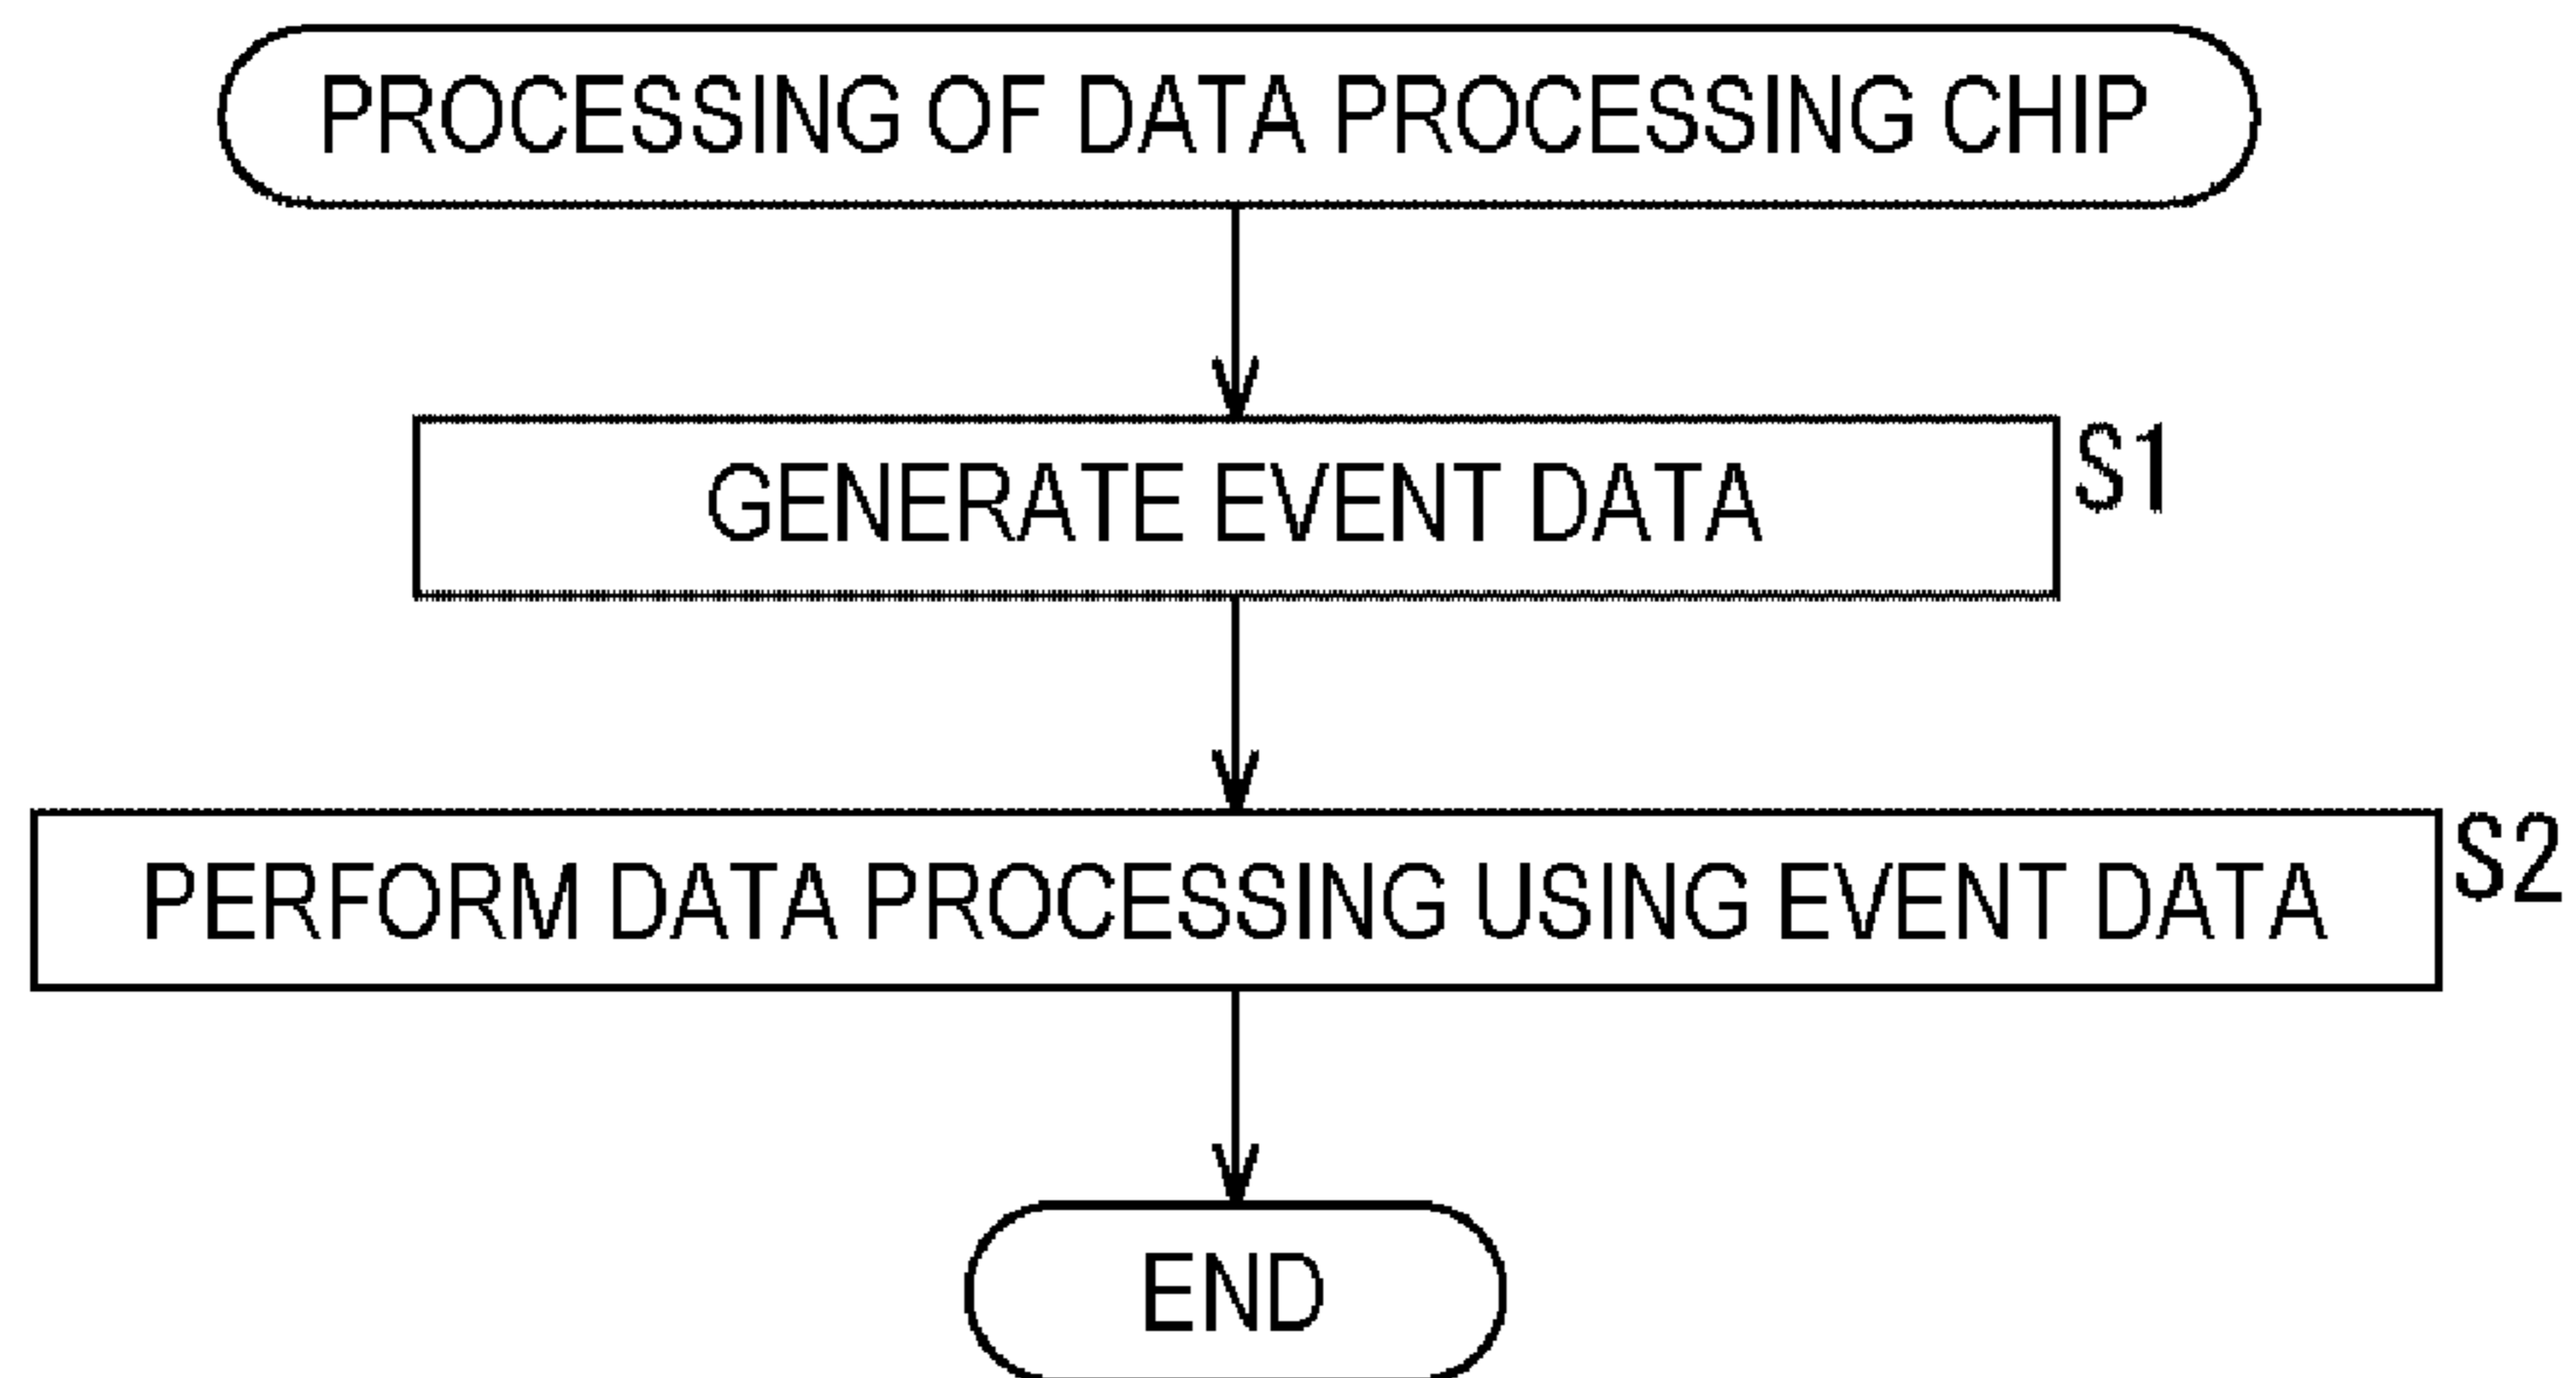 PROCESSING OF DATA PROCESSING CHIP
GENERATE EVENT DATA
S1
PERFORM DATA PROCESSING USING EVENT DATA
S2
END